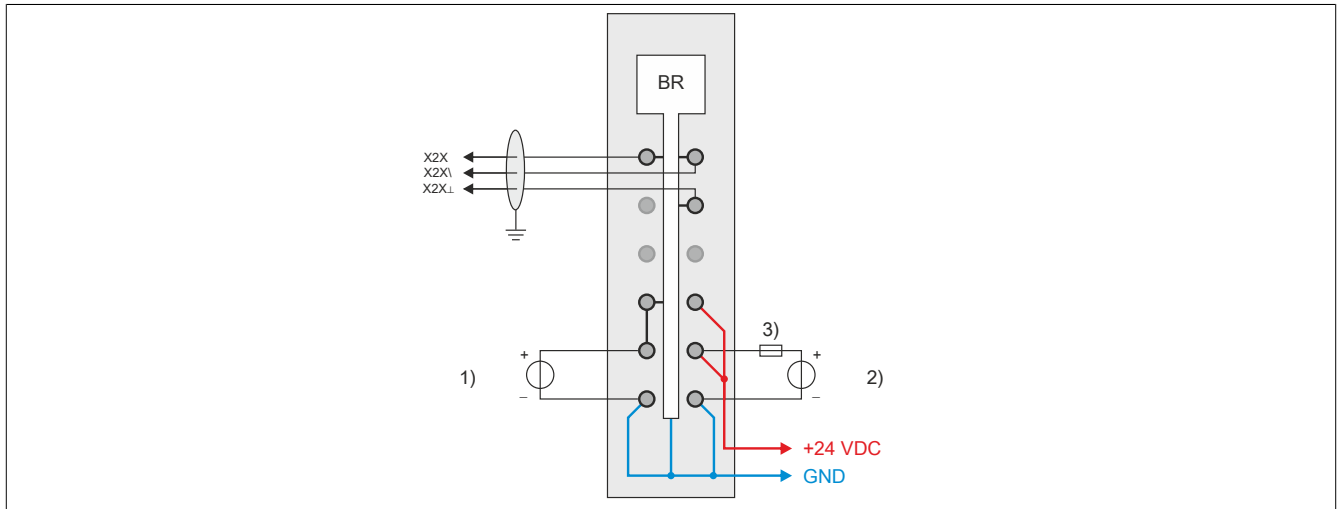 BR
X2X
X2X\
X2X⊥
3)
+
+
1)
2)
−
−
+24 VDC
GND